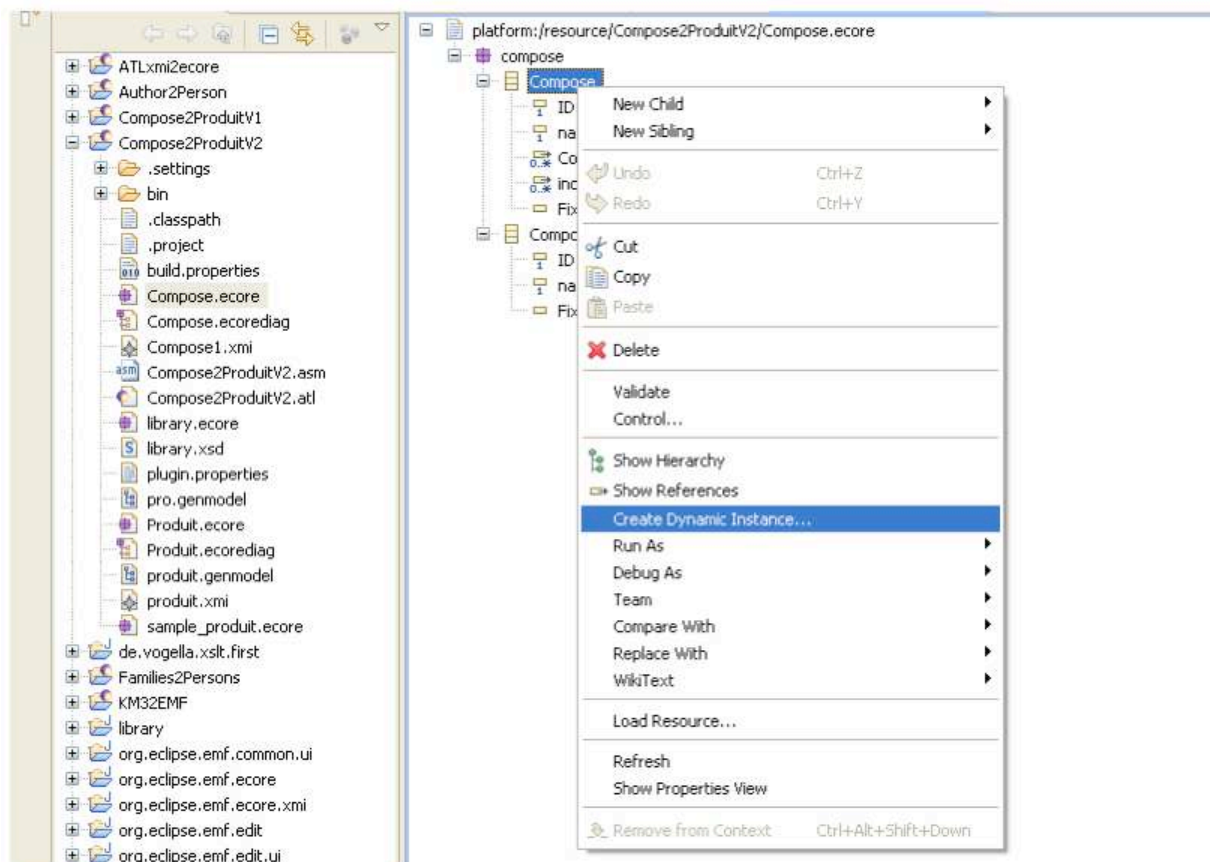 ATLxmi2ecore
Author2Person
Compose2ProduitV1
Compose2ProduitV2
.settings
bin
.classpath
.project
build.properties
Compose.ecore
Compose.ecorediag
Compose1.xmi
Compose2ProduitV2.asm
Compose2ProduitV2.atl
library.ecore
library.xsd
plugin.properties
pro.genmodel
Produit.ecore
Produit.ecorediag
produit.genmodel
produit.xmi
sample_produit.ecore
de.vogella.xslt.first
Families2Persons
KM32EMF
library
org.eclipse.emf.common.ui
org.eclipse.emf.ecore
org.eclipse.emf.ecore.xmi
org.eclipse.emf.edit
org.eclipse.emf.edit.ui
platform:/resource/Compose2ProduitV2/Compose.ecore
compose
Compose
ID
na
0..* Co
0..* inc
Fix
Compo
ID
na
Fix
New Child
New Sibling
Undo Ctrl+Z
Redo Ctrl+Y
Cut
Copy
Paste
Delete
Validate
Control...
Show Hierarchy
Show References
Create Dynamic Instance...
Run As
Debug As
Team
Compare With
Replace With
WikiText
Load Resource...
Refresh
Show Properties View
Remove from Context Ctrl+Alt+Shift+Down